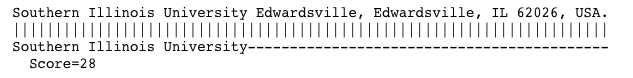 Southern Illinois University Edwardsville, Edwardsville, IL 62026, USA.
|||||||||||||||||||||||||||||||||||||||||||||||||||||||||||||||||||||||
Southern Illinois University-------------------------------------------
Score=28